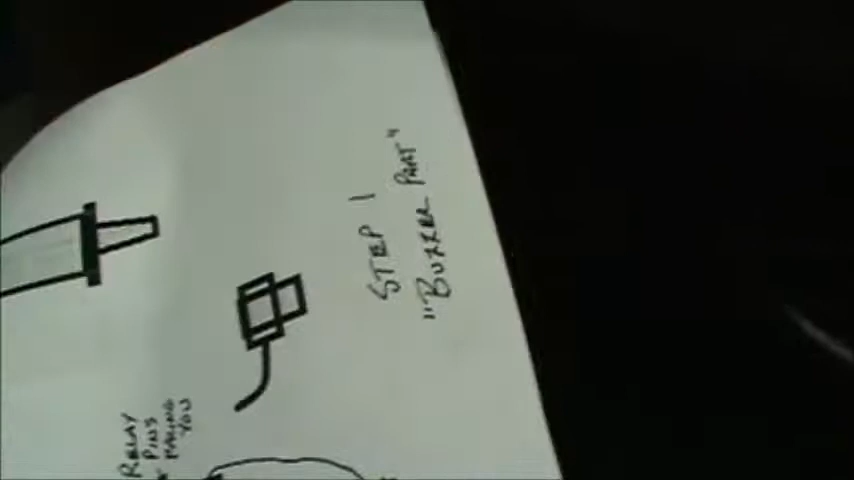 STEP 1
"BUZZER PART"
RELAY
PINS
FACING
YOU